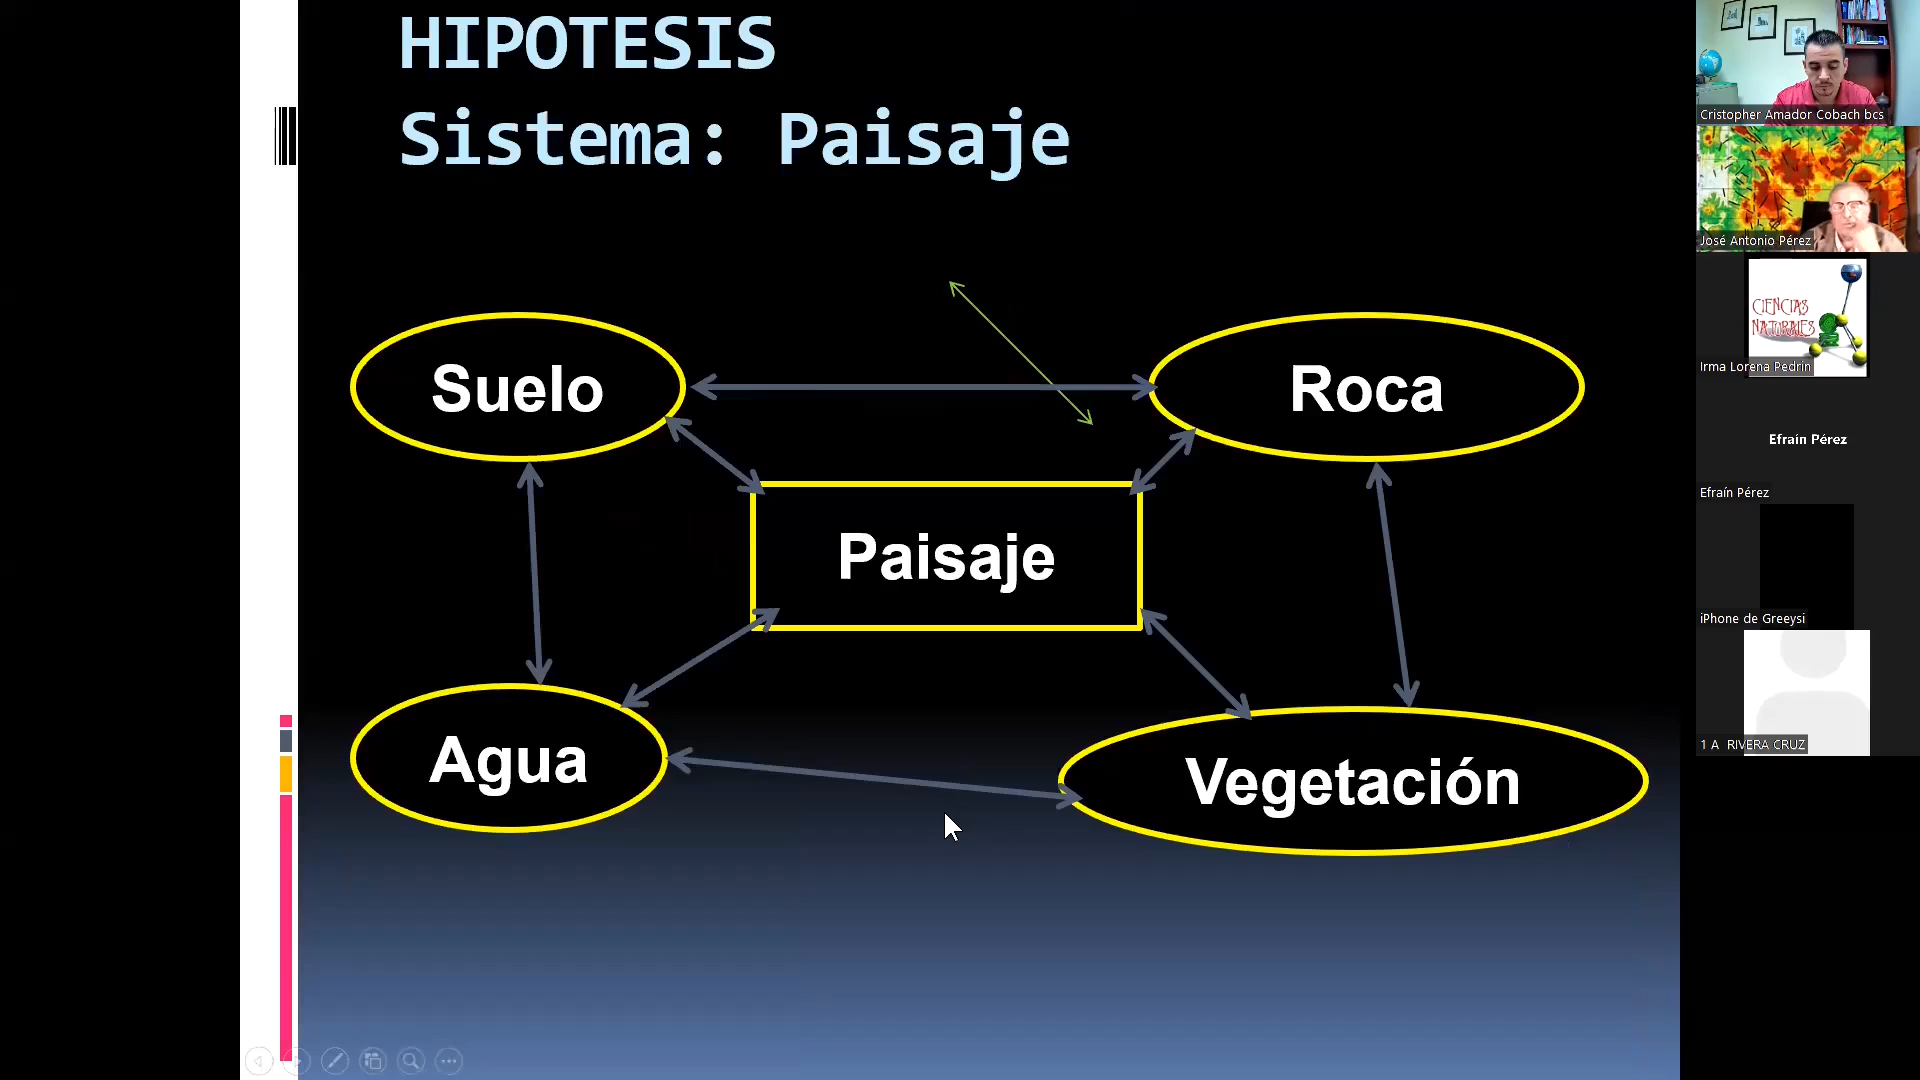 HIPOTESIS
Sistema: Paisaje
Suelo
Roca
Paisaje
Agua
Vegetación
Cristopher Amador Cobach bcs
José Antonio Pérez
CIENCIAS
NATURALES
Irma Lorena Pedrin
Efraín Pérez
Efraín Pérez
iPhone de Greeysi
1 A RIVERA CRUZ